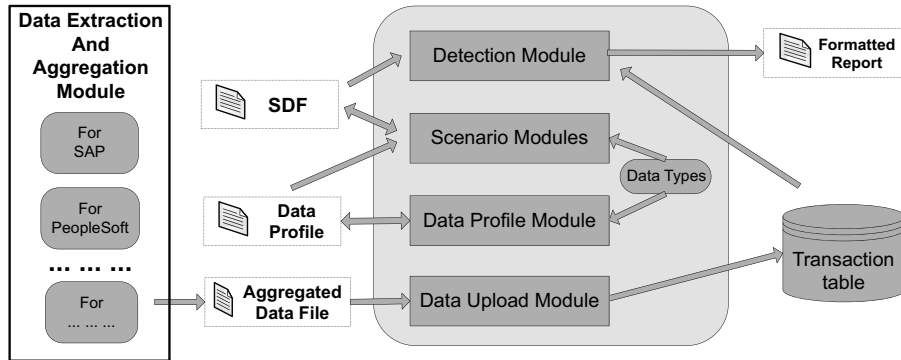 Data Extraction
And
Aggregation
Module
For
SAP
For
PeopleSoft
... ... ...
For
... ... ...
SDF
Data
Profile
Aggregated
Data File
Detection Module
Scenario Modules
Data Types
Data Profile Module
Data Upload Module
Formatted
Report
Transaction
table